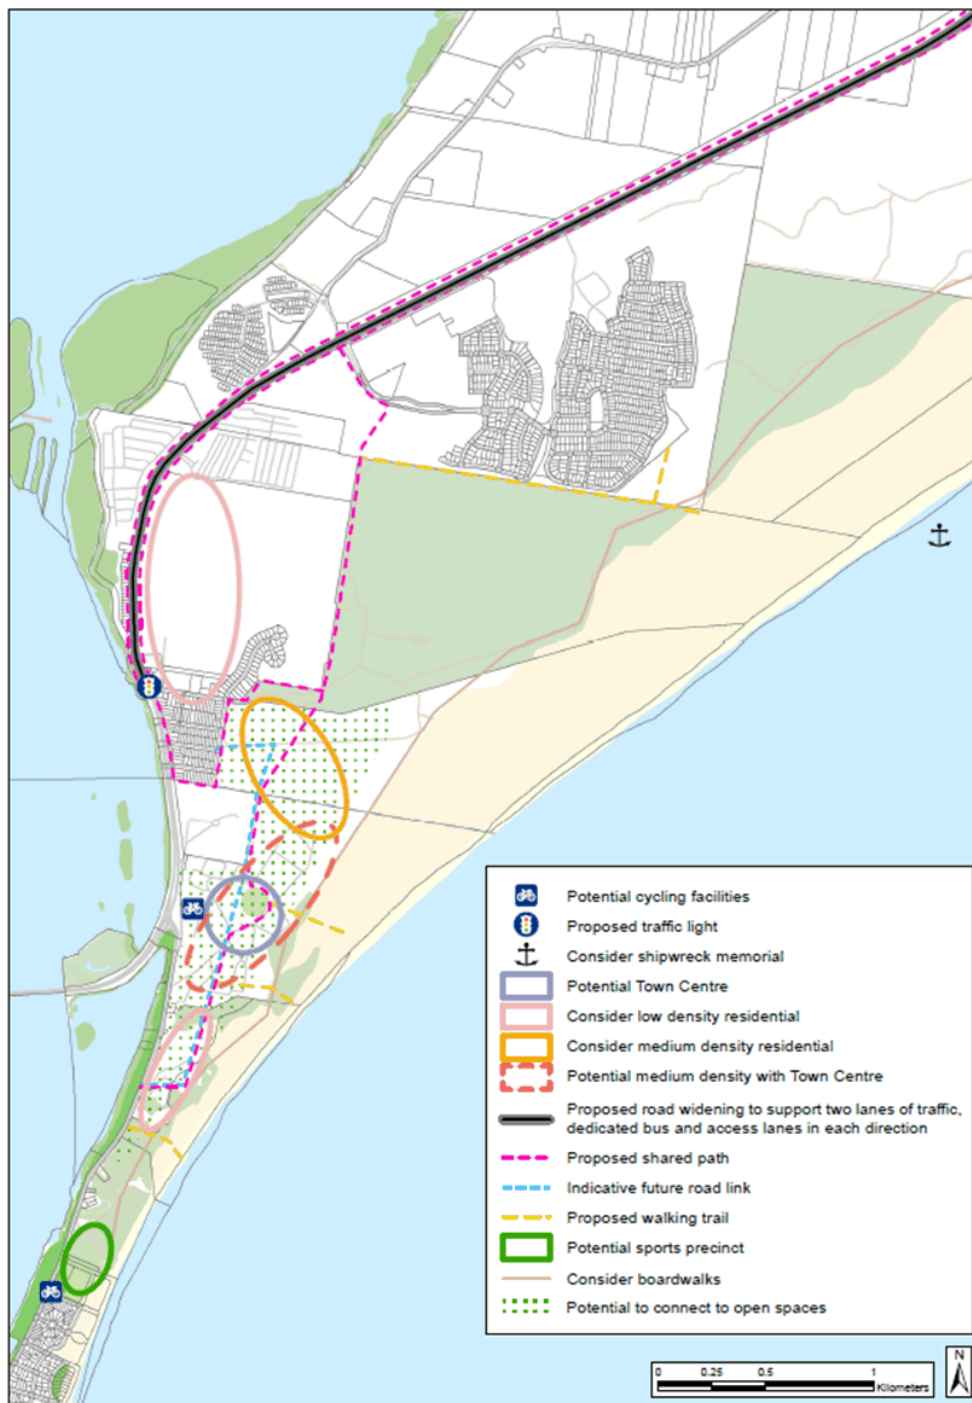 Potential cycling facilities
Proposed traffic light
Consider shipwreck memorial
Potential Town Centre
Consider low density residential
Consider medium density residential
Potential medium density with Town Centre
Proposed road widening to support two lanes of traffic,
dedicated bus and access lanes in each direction
Proposed shared path
Indicative future road link
Proposed walking trail
Potential sports precinct
Consider boardwalks
Potential to connect to open spaces
0 0.25 0.5 1
Kilometers
N